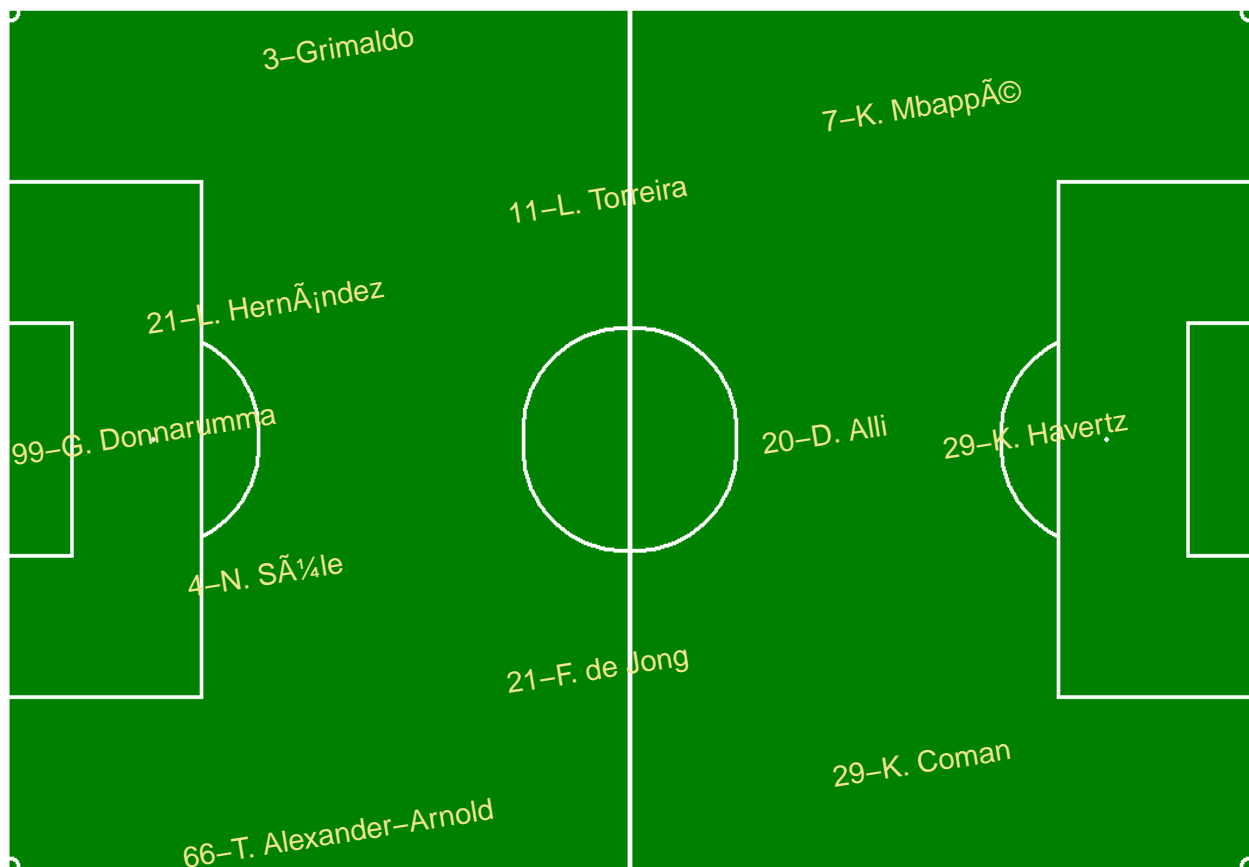 3–Grimaldo
7–K. MbappÃ©
11–L. Torreira
21–L. HernÃ¡ndez
99–G. Donnarumma
20–D. Alli
29–K. Havertz
4–N. SÃ¼le
21–F. de Jong
29–K. Coman
66–T. Alexander–Arnold